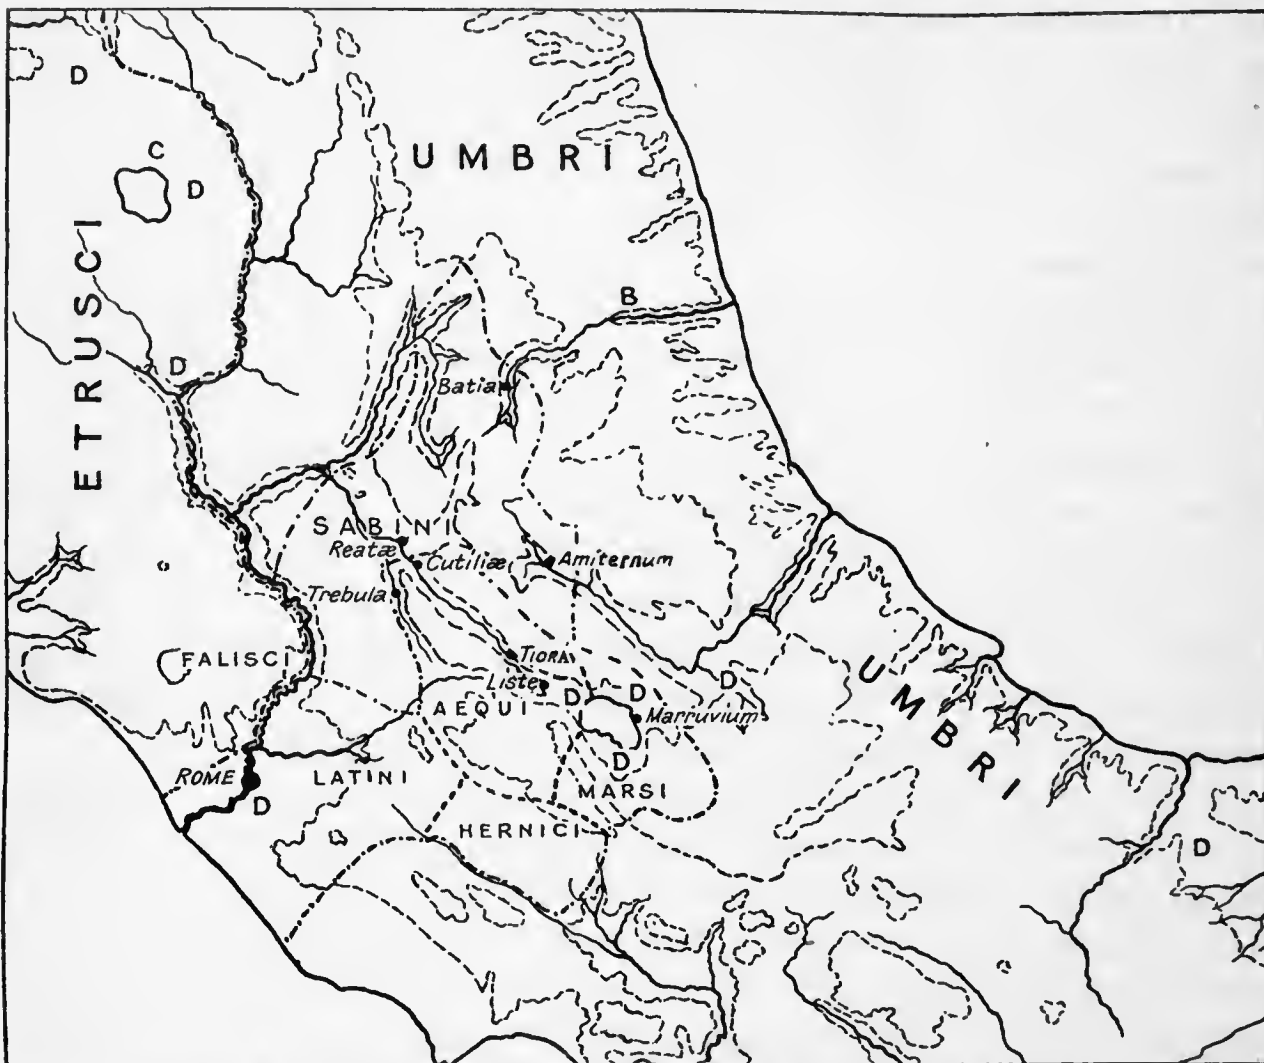 D
C
UMBRI
D
ETRUSCI
B
D
Batia
SABINI
Reatæ
Cutiliæ
Amiternum
Trebula
FALISCI
TIORA
Liste
D
D
D
UMBRI
AEQUI
Marruvium
D
ROME
LATINI
MARSI
D
HERNICI
D